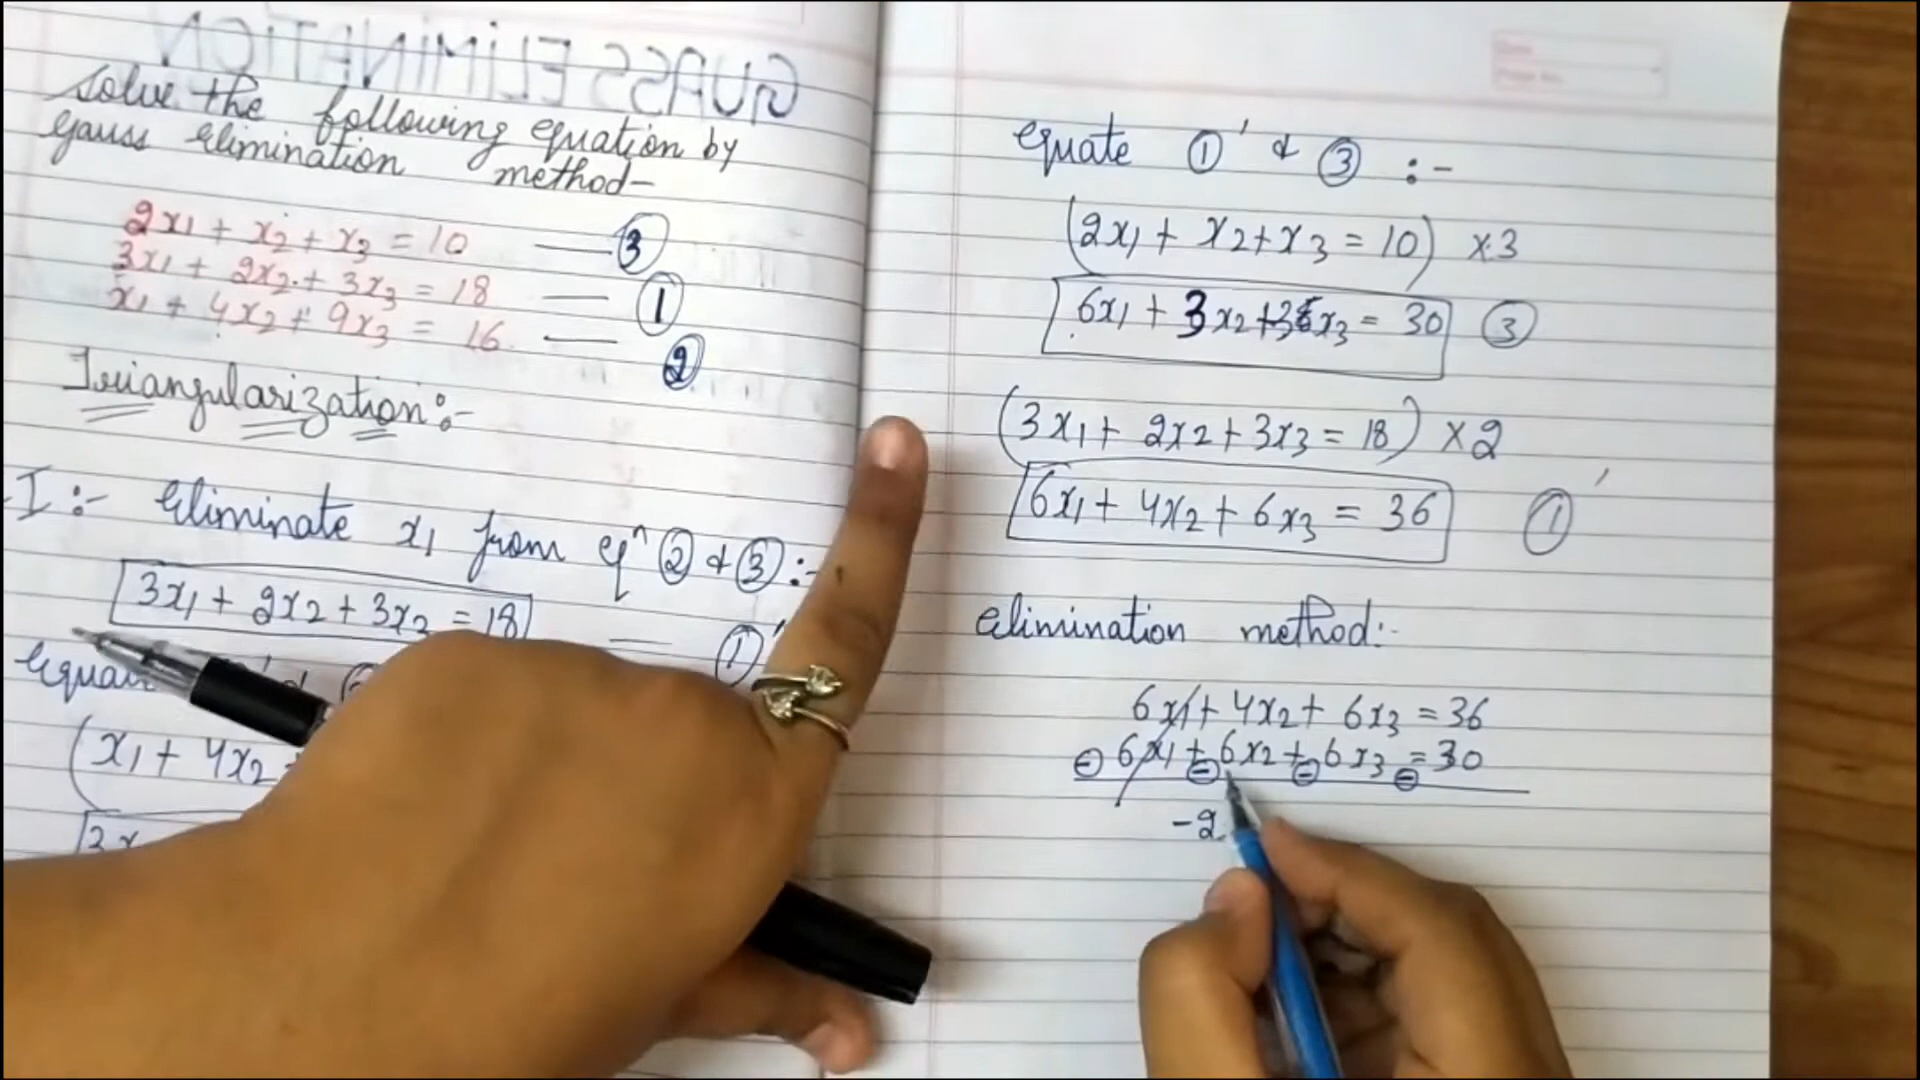 GUASS ELIMINATION
Solve the following equation by
gauss elimination method-
2x₁ + x₂ + x₃ = 10 — ③
3x₁ + 2x₂ + 3x₃ = 18 — ①
x₁ + 4x₂ + 9x₃ = 16 — ②
Triangularization:-
I:- Eliminate x₁ from eqⁿ ② & ③:-
3x₁ + 2x₂ + 3x₃ = 18 — ①'
(x₁ + 4x₂
equate ①' & ③ :-
(2x₁ + x₂ + x₃ = 10) x3
6x₁ + 3x₂ + 3x₃ = 30 ③
(3x₁ + 2x₂ + 3x₃ = 18) x2
6x₁ + 4x₂ + 6x₃ = 36 ①'
Elimination method:-
6x₁ + 4x₂ + 6x₃ = 36
⊖ 6x₁ + ⊖ 6x₂ + ⊖ 6x₃ ⊖ = 30
-2